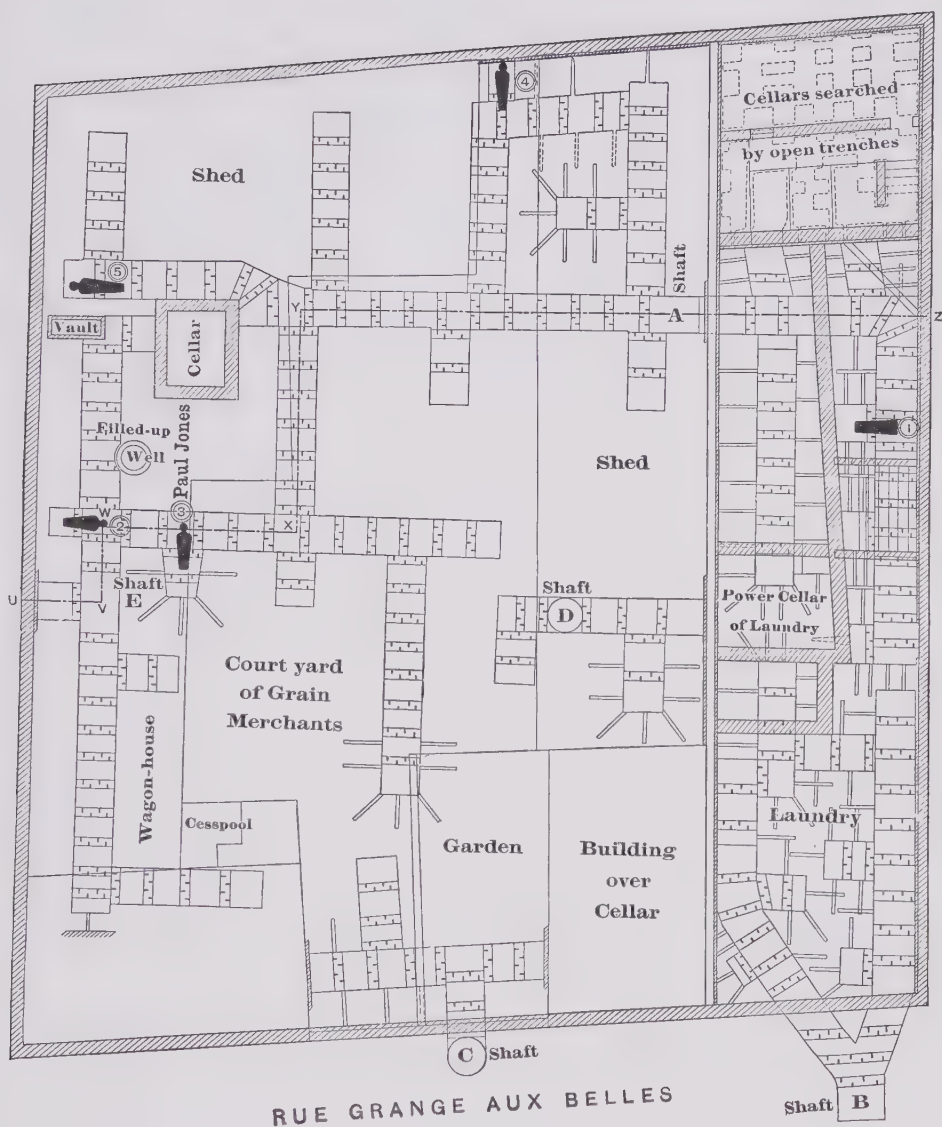 4
Cellars searched
by open trenches
Shed
5
Shaft
Y
A
Z
Vault
Cellar
1
Filled-up
Well
Paul Jones
Shed
3
W
2
X
Shaft
E
U
V
Shaft
D
Power Cellar
of Laundry
Court yard
of Grain
Merchants
Wagon-house
Cesspool
Laundry
Garden
Building
over
Cellar
C Shaft
Shaft B
RUE GRANGE AUX BELLES